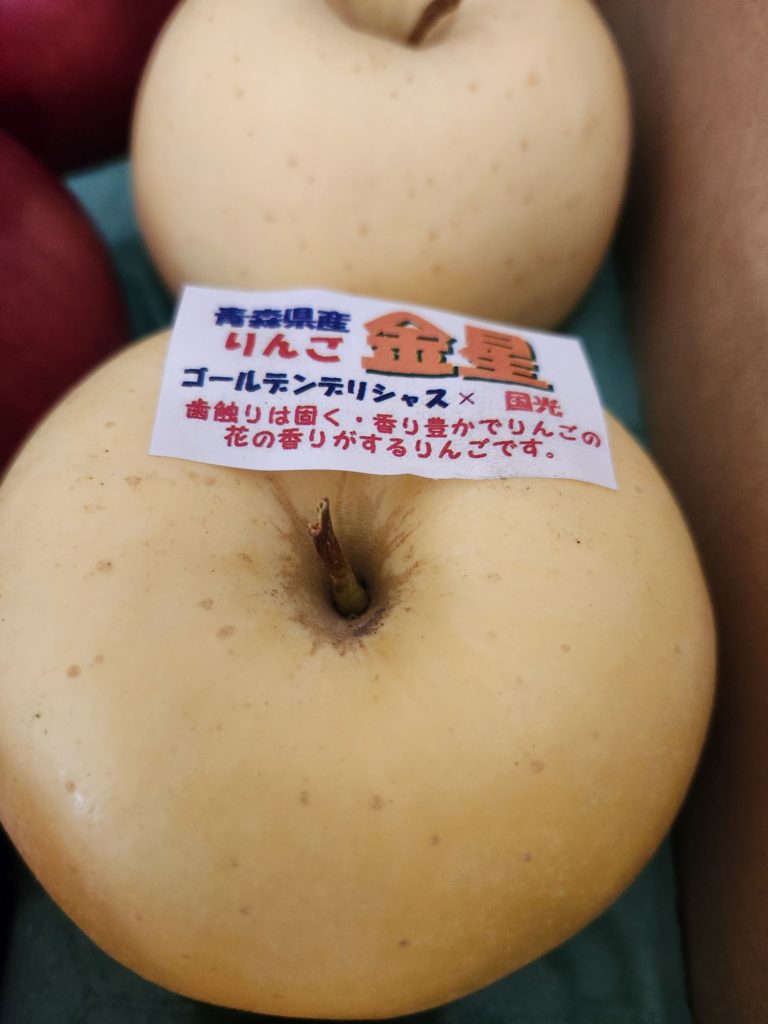 青森県産
りんご 金星
ゴールデンデリシャス× 国光
歯触りは固く・香り豊かでりんごの
花の香りがするりんごです。